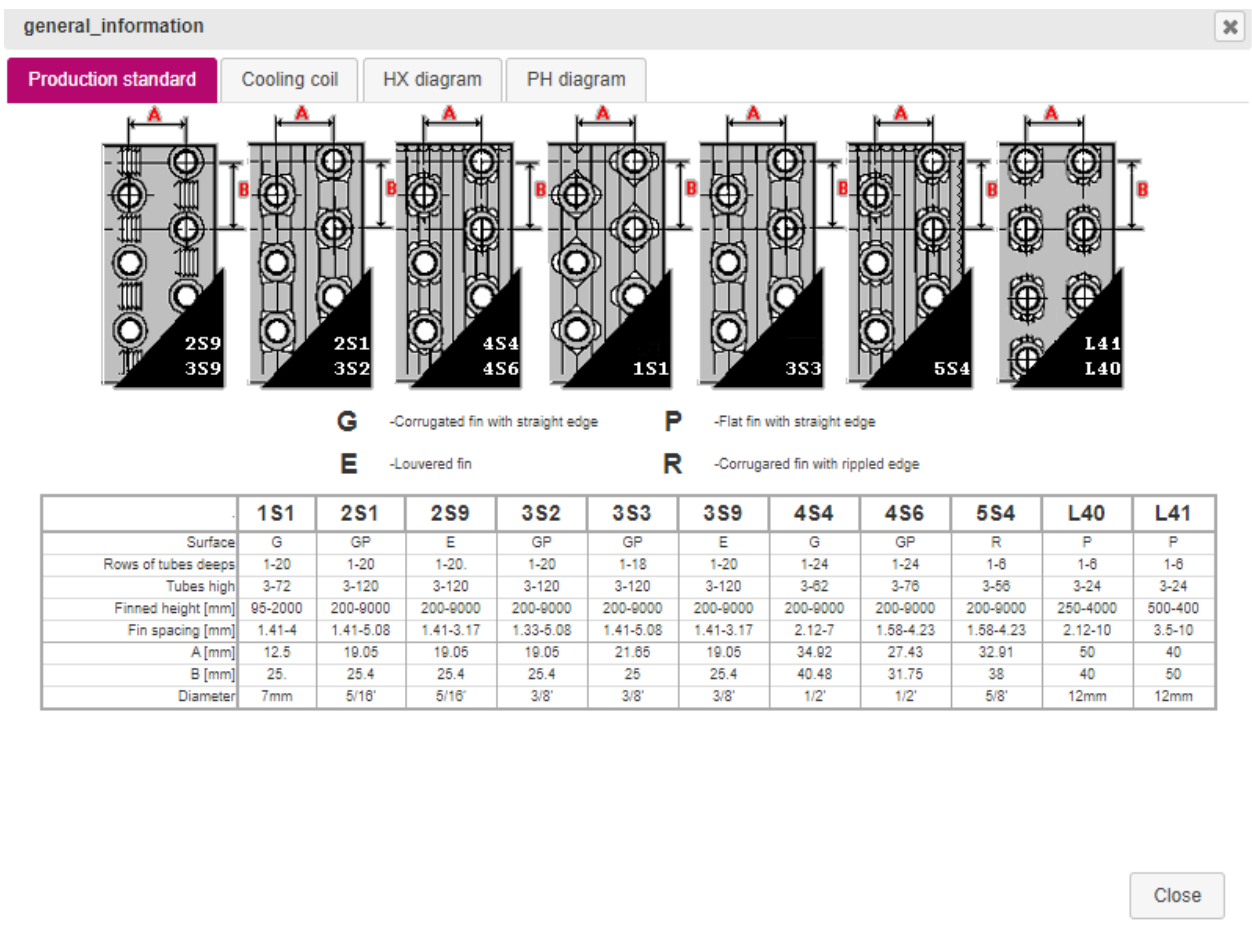 general_information
Production standard Cooling coil HX diagram PH diagram
A A A A A A A
B B B B B B B
2S9 2S1 4S4 L41
3S9 3S2 4S6 1S1 3S3 5S4 L40
G -Corrugated fin with straight edge P -Flat fin with straight edge
E -Louvered fin R -Corrugared fin with rippled edge
. 1S1 2S1 2S9 3S2 3S3 3S9 4S4 4S6 5S4 L40 L41
Surface G GP E GP GP E G GP R P P
Rows of tubes deeps 1-20 1-20 1-20. 1-20 1-18 1-20 1-24 1-24 1-6 1-6 1-6
Tubes high 3-72 3-120 3-120 3-120 3-120 3-120 3-62 3-76 3-56 3-24 3-24
Finned height [mm] 95-2000 200-9000 200-9000 200-9000 200-9000 200-9000 200-9000 200-9000 200-9000 250-4000 500-400
Fin spacing [mm] 1.41-4 1.41-5.08 1.41-3.17 1.33-5.08 1.41-5.08 1.41-3.17 2.12-7 1.58-4.23 1.58-4.23 2.12-10 3.5-10
A [mm] 12.5 19.05 19.05 19.05 21.65 19.05 34.92 27.43 32.91 50 40
B [mm] 25. 25.4 25.4 25.4 25 25.4 40.48 31.75 38 40 50
Diameter 7mm 5/16' 5/16' 3/8' 3/8' 3/8' 1/2' 1/2' 5/8' 12mm 12mm
Close